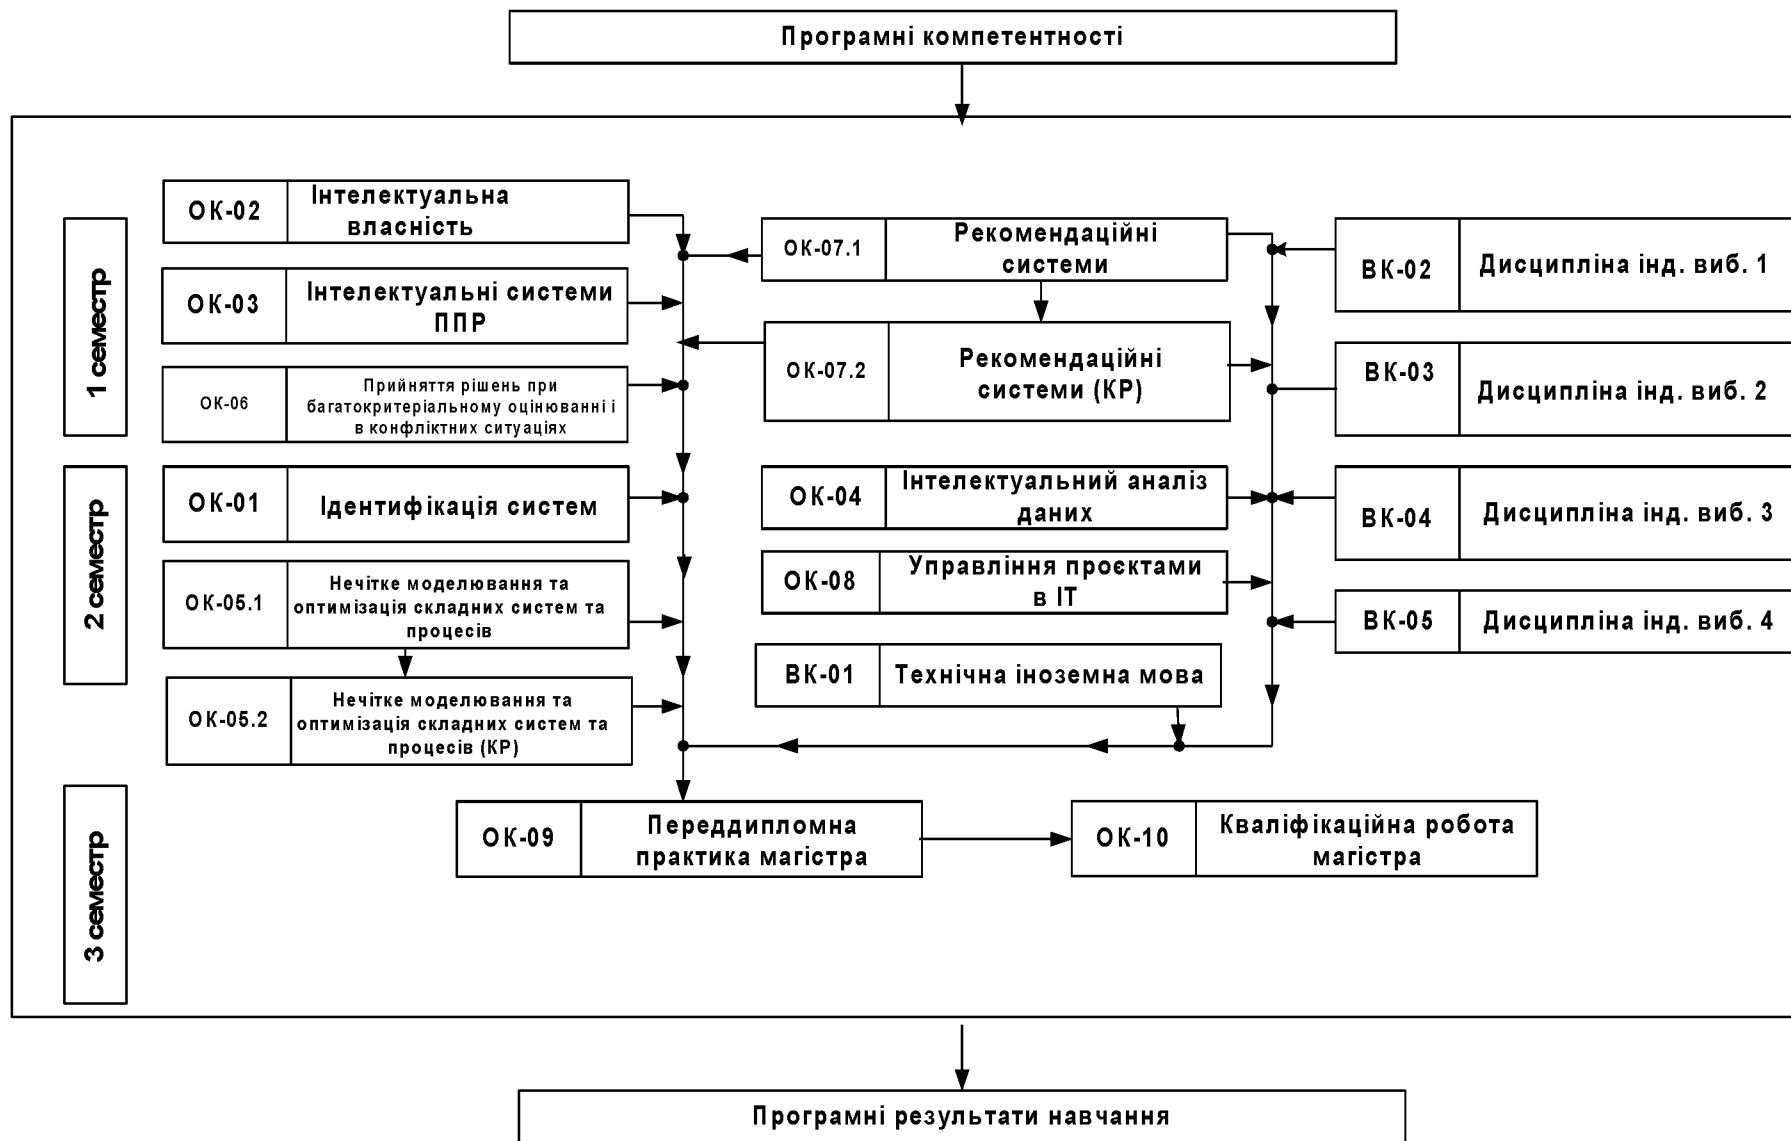 Програмні компетентності
1 семестр
ОК-02
Інтелектуальна
власність
ОК-03
Інтелектуальні системи
ППР
ОК-06
Прийняття рішень при
багатокритеріальному оцінюванні і
в конфліктних ситуаціях
ОК-07.1
Рекомендаційні
системи
ОК-07.2
Рекомендаційні
системи (КР)
ВК-02
Дисципліна інд. виб. 1
ВК-03
Дисципліна інд. виб. 2
2 семестр
ОК-01
Ідентифікація систем
ОК-05.1
Нечітке моделювання та
оптимізація складних систем та
процесів
ОК-05.2
Нечітке моделювання та
оптимізація складних систем та
процесів (КР)
ОК-04
Інтелектуальний аналіз
даних
ОК-08
Управління проєктами
в ІТ
ВК-01
Технічна іноземна мова
ВК-04
Дисципліна інд. виб. 3
ВК-05
Дисципліна інд. виб. 4
3 семестр
ОК-09
Переддипломна
практика магістра
ОК-10
Кваліфікаційна робота
магістра
Програмні результати навчання